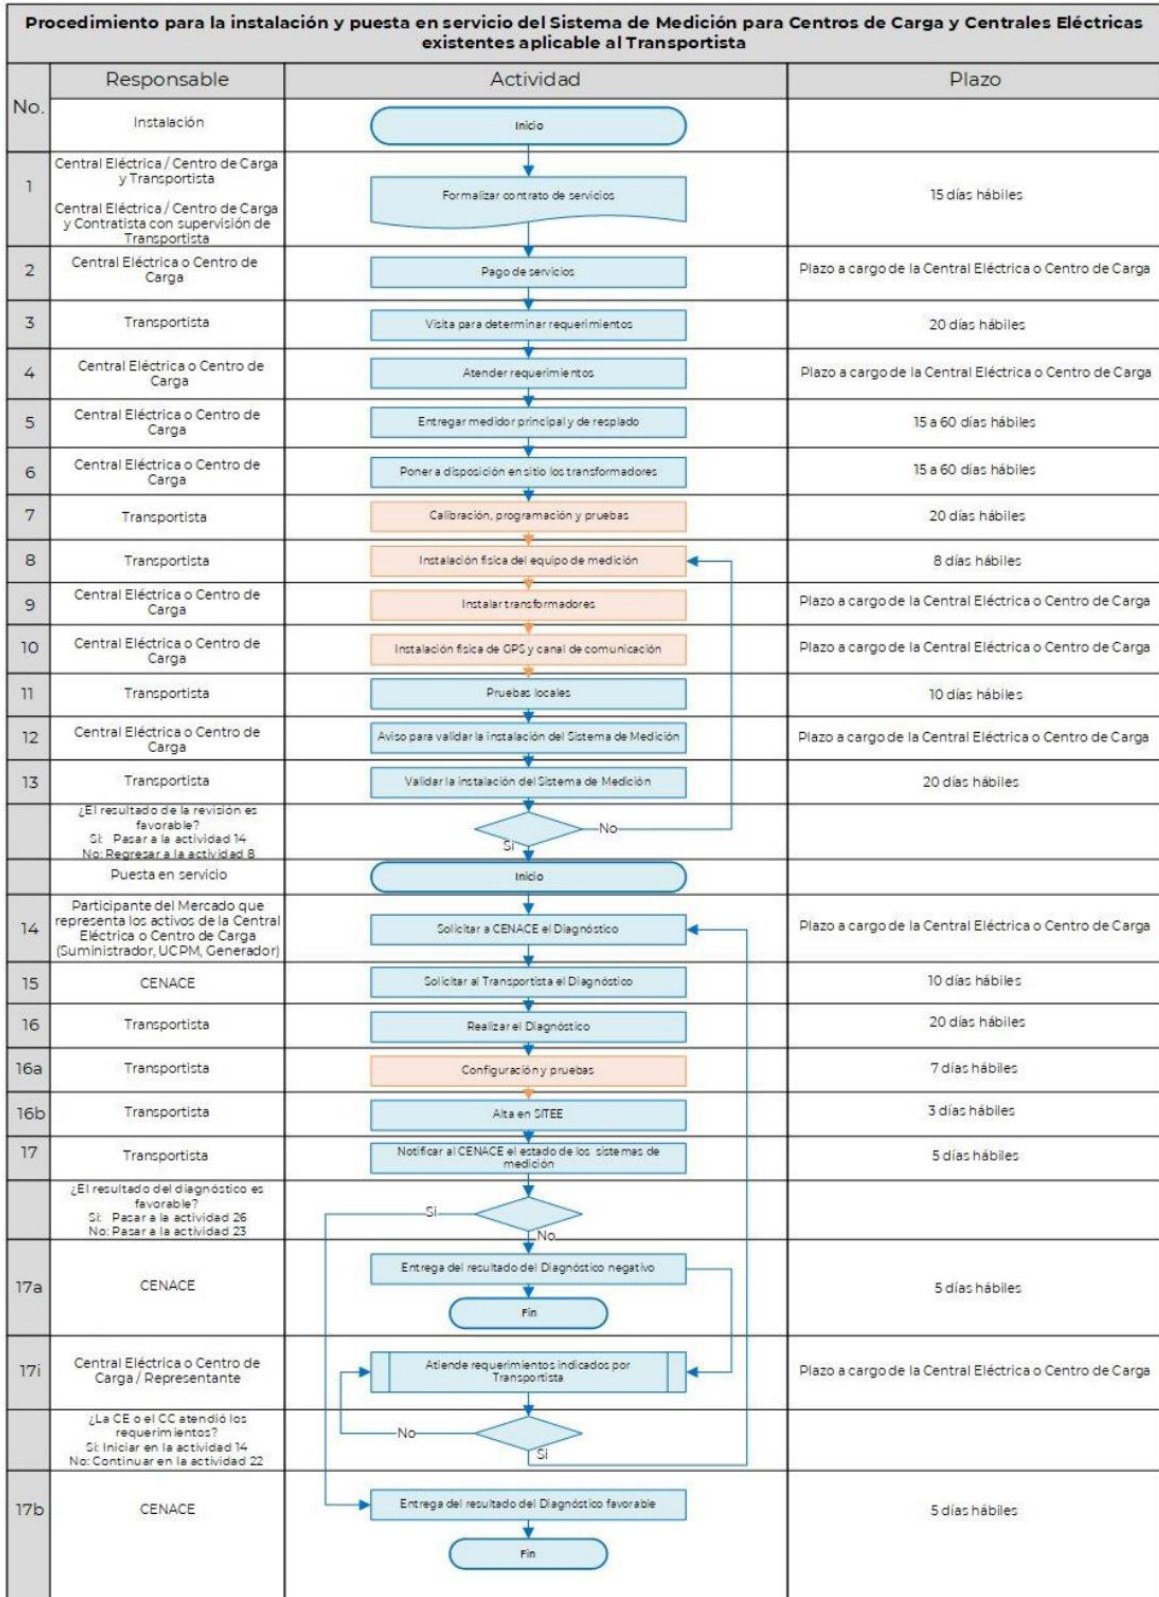 Procedimiento para la instalación y puesta en servicio del Sistema de Medición para Centros de Carga y Centrales Eléctricas
existentes aplicable al Transportista
No.
Responsable
Actividad
Plazo
Instalación
Inicio
1
Central Eléctrica / Centro de Carga
y Transportista
Central Eléctrica / Centro de Carga
y Contratista con supervisión de
Transportista
Formalizar contrato de servicios
15 días hábiles
2
Central Eléctrica o Centro de
Carga
Pago de servicios
Plazo a cargo de la Central Eléctrica o Centro de Carga
3
Transportista
Visita para determinar requerimientos
20 días hábiles
4
Central Eléctrica o Centro de
Carga
Atender requerimientos
Plazo a cargo de la Central Eléctrica o Centro de Carga
5
Central Eléctrica o Centro de
Carga
Entregar medidor principal y de resplado
15 a 60 días hábiles
6
Central Eléctrica o Centro de
Carga
Poner a disposición en sitio los transformadores
15 a 60 días hábiles
7
Transportista
Calibración, programación y pruebas
20 días hábiles
8
Transportista
Instalación física del equipo de medición
8 días hábiles
9
Central Eléctrica o Centro de
Carga
Instalar transformadores
Plazo a cargo de la Central Eléctrica o Centro de Carga
10
Central Eléctrica o Centro de
Carga
Instalación física de GPS y canal de comunicación
Plazo a cargo de la Central Eléctrica o Centro de Carga
11
Transportista
Pruebas locales
10 días hábiles
12
Central Eléctrica o Centro de
Carga
Aviso para validar la instalación del Sistema de Medición
Plazo a cargo de la Central Eléctrica o Centro de Carga
13
Transportista
Validar la instalación del Sistema de Medición
20 días hábiles
¿El resultado de la revisión es
favorable?
Si: Pasar a la actividad 14
No: Regresar a la actividad 8
No
Si
Puesta en servicio
Inicio
14
Participante del Mercado que
representa los activos de la Central
Eléctrica o Centro de Carga
(Suministrador, UCPM, Generador)
Solicitar a CENACE el Diagnóstico
Plazo a cargo de la Central Eléctrica o Centro de Carga
15
CENACE
Solicitar al Transportista el Diagnóstico
10 días hábiles
16
Transportista
Realizar el Diagnóstico
20 días hábiles
16a
Transportista
Configuración y pruebas
7 días hábiles
16b
Transportista
Alta en SITEE
3 días hábiles
17
Transportista
Notificar al CENACE el estado de los sistemas de
medición
5 días hábiles
¿El resultado del diagnóstico es
favorable?
Si: Pasar a la actividad 26
No: Pasar a la actividad 23
Si
No
17a
CENACE
Entrega del resultado del Diagnóstico negativo
Fin
5 días hábiles
17i
Central Eléctrica o Centro de
Carga / Representante
Atiende requerimientos indicados por
Transportista
Plazo a cargo de la Central Eléctrica o Centro de Carga
¿La CE o el CC atendió los
requerimientos?
Si: Iniciar en la actividad 14
No: Continuar en la actividad 22
No
Si
17b
CENACE
Entrega del resultado del Diagnóstico favorable
Fin
5 días hábiles